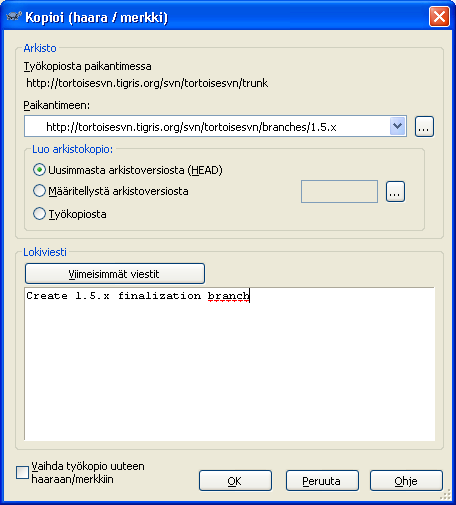 Kopioi (haara / merkki)
Arkisto
Työkopiosta paikantimessa
http://tortoisesvn.tigris.org/svn/tortoisesvn/trunk
Paikantimeen:
http://tortoisesvn.tigris.org/svn/tortoisesvn/branches/1.5.x
...
Luo arkistokopio:
Uusimmasta arkistoversiosta (HEAD)
Määritellystä arkistoversiosta
...
Työkopiosta
Lokiviesti
Viimeisimmät viestit
Create 1.5.x finalization branch
Vaihda työkopio uuteen
haaraan/merkkiin
OK
Peruuta
Ohje